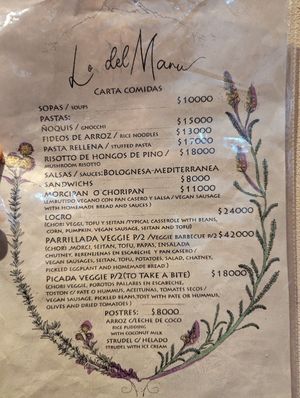 Lo del Manu
CARTA COMIDAS
SOPAS / SOUPS $10000
PASTAS:
ÑOQUIS / GNOCCHI $15000
FIDEOS DE ARROZ / RICE NOODLES $13000
PASTA RELLENA / STUFFED PASTA $17000
RISOTTO DE HONGOS DE PINO / $18000
MUSHROOM RISOTTO
SALSAS / SAUCES: BOLOGNESA-MEDITERRANEA
SANDWICHS $8000
MORCIPAN O CHORIPAN $11000
(EMBUTIDO VEGANO CON PAN CASERO Y SALSA / VEGAN SAUSAGE
WITH HOMEMADE BREAD AND SAUCES)
LOCRO $24000
(CHORI VEGGI, TOFU Y SEITAN /TYPICAL CASSEROLE WITH BEANS,
CORN, PUMPKIN, VEGAN SAUSAGE, SEITAN AND TOFU)
PARRILLADA VEGGIE P/2 /VEGGIE BARBECUE P/2 $42000
(CHORI ,MORCI, SEITAN, TOFU, PAPAS, ENSALADA
CHUTNEY, BERENJENAS EN ESCABECHE Y PAN CASERO /
VEGAN SAUSAGES, SEITAN, TOFU, POTATO, SALAD, CHATNEY,
PICKLED EGGPLANT AND HOMEMADE BREAD)
PICADA VEGGIE P/2(TO TAKE A BITE) $18000
(CHORI VEGGIE, POROTOS PALLARES EN ESCABECHE,
TOSTON C/ PATE O HUMMUS, ACEITUNAS, TOMATES SECOS /
VEGAN SAUSAGE, PICKLED BEANS,TOST WITH PATE OR HUMMUS,
OLIVES AND DRIED TOMATOES)
POSTRES: $8000
ARROZ C/LECHE DE COCO
RICE PUDDING
WITH COCONUT MILK
STRUDEL C/ HELADO
STRUDEL WITH ICE CREAM